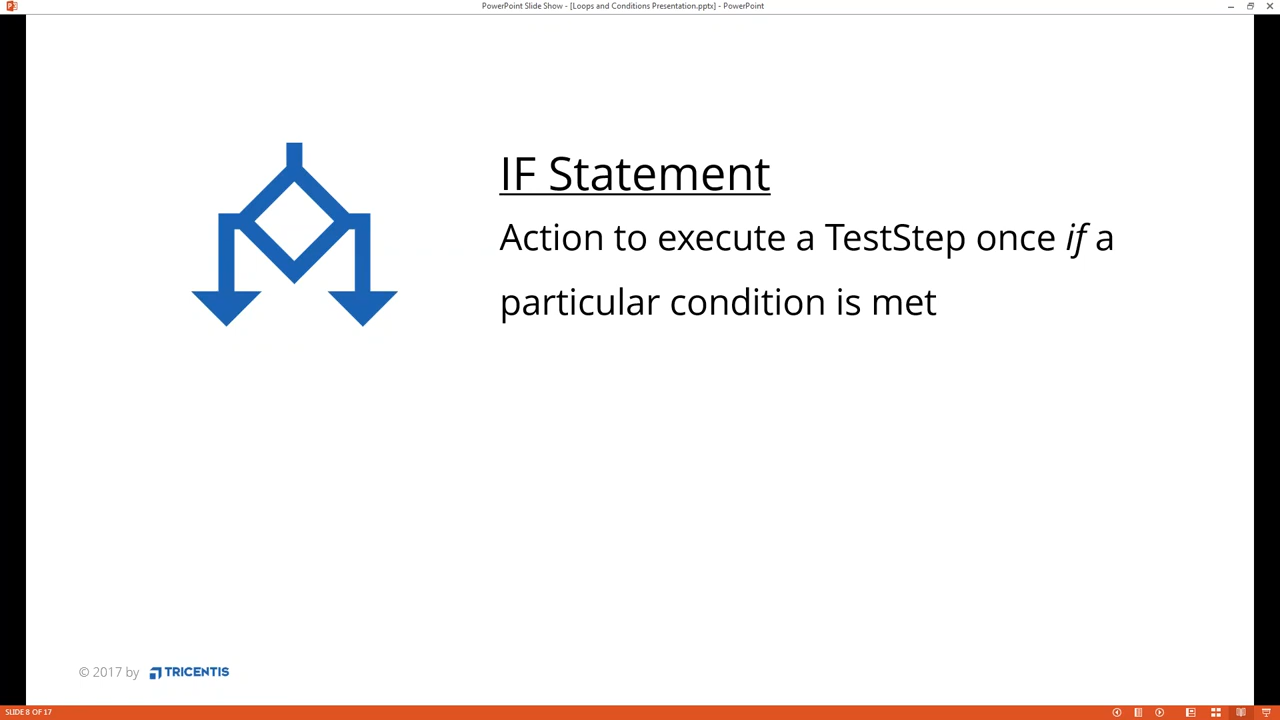 PowerPoint Slide Show - [Loops and Conditions Presentation.pptx] - PowerPoint
IF Statement
Action to execute a TestStep once if a
particular condition is met
© 2017 by TRICENTIS
SLIDE 8 OF 17